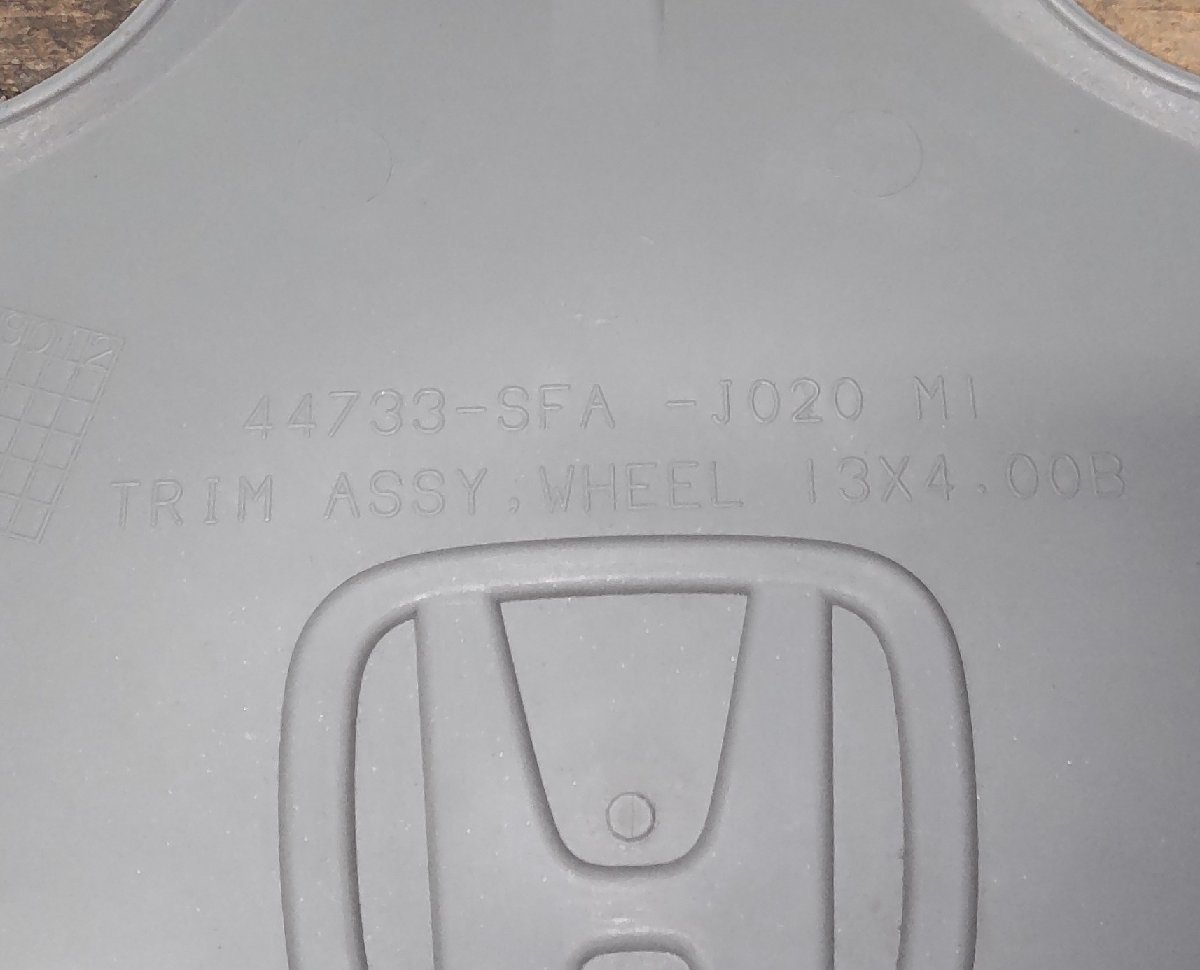 44733-SFA -J020 M1
TRIM ASSY, WHEEL 13X4.00B